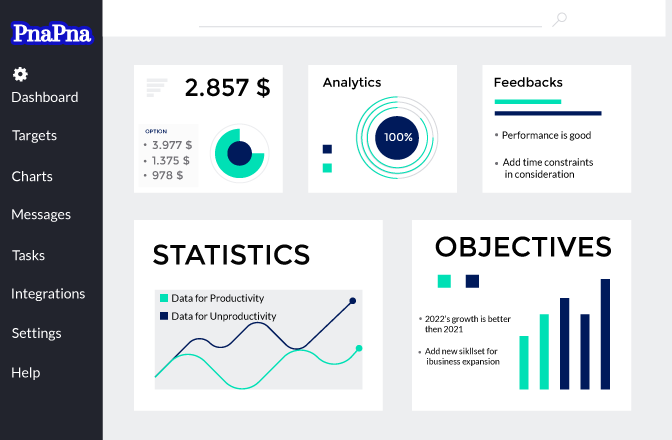 PnaPna
Dashboard
Targets
Charts
Messages
Tasks
Integrations
Settings
Help
2.857 $
OPTION
• 3.977 $
• 1.375 $
• 978 $
Analytics
100%
Feedbacks
• Performance is good
• Add time constraints
in consideration
STATISTICS
Data for Productivity
Data for Unproductivity
OBJECTIVES
• 2022's growth is better
then 2021
• Add new sikllset for
ibusiness expansion